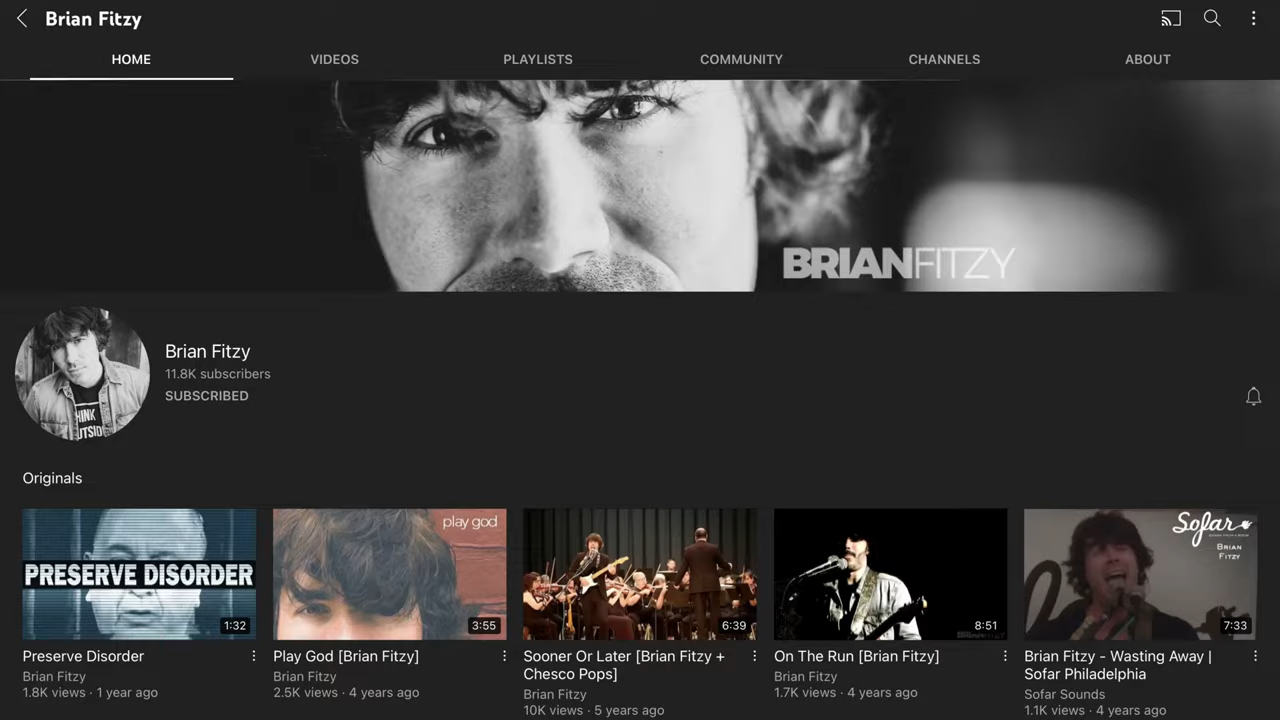 Brian Fitzy
HOME VIDEOS PLAYLISTS COMMUNITY CHANNELS ABOUT
BRIANFITZY
Brian Fitzy
11.8K subscribers
SUBSCRIBED
THINK
OUTSIDE
Originals
PRESERVE DISORDER
1:32
Preserve Disorder
Brian Fitzy
1.8K views · 1 year ago
play god
3:55
Play God [Brian Fitzy]
Brian Fitzy
2.5K views · 4 years ago
6:39
Sooner Or Later [Brian Fitzy +
Chesco Pops]
Brian Fitzy
10K views · 5 years ago
8:51
On The Run [Brian Fitzy]
Brian Fitzy
1.7K views · 4 years ago
Sofar
BRIAN
FITZY
7:33
Brian Fitzy - Wasting Away |
Sofar Philadelphia
Sofar Sounds
1.1K views · 4 years ago